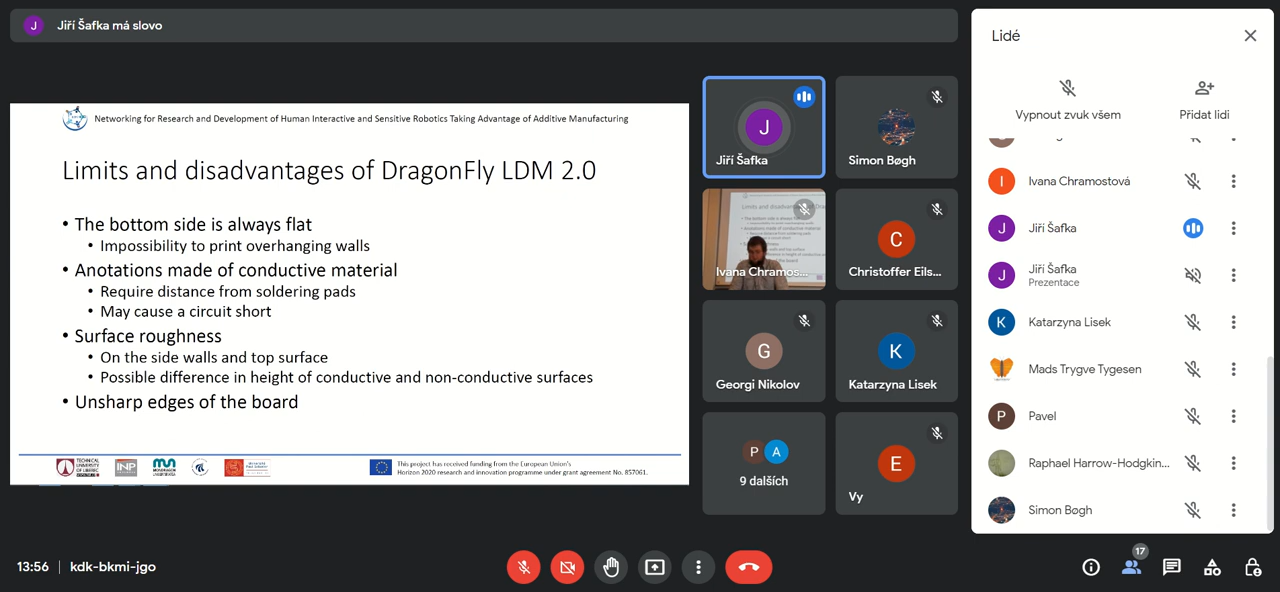 J Jiří Šafka má slovo
Networking for Research and Development of Human Interactive and Sensitive Robotics Taking Advantage of Additive Manufacturing
Limits and disadvantages of DragonFly LDM 2.0
• The bottom side is always flat
• Impossibility to print overhanging walls
• Anotations made of conductive material
• Require distance from soldering pads
• May cause a circuit short
• Surface roughness
• On the side walls and top surface
• Possible difference in height of conductive and non-conductive surfaces
• Unsharp edges of the board
TECHNICAL
UNIVERSITY
OF LIBEREC
INP
This project has received funding from the European Union's
Horizon 2020 research and innovation programme under grant agreement No. 857061.
J
Jiří Šafka
Simon Bøgh
Ivana Chramos...
C
Christoffer Eils...
G
Georgi Nikolov
K
Katarzyna Lisek
P A
9 dalších
E
Vy
Lidé
Vypnout zvuk všem
Přidat lidi
I Ivana Chramostová
J Jiří Šafka
J Jiří Šafka
Prezentace
K Katarzyna Lisek
Mads Trygve Tygesen
P Pavel
Raphael Harrow-Hodgkin...
Simon Bøgh
13:56 | kdk-bkmi-jgo
17